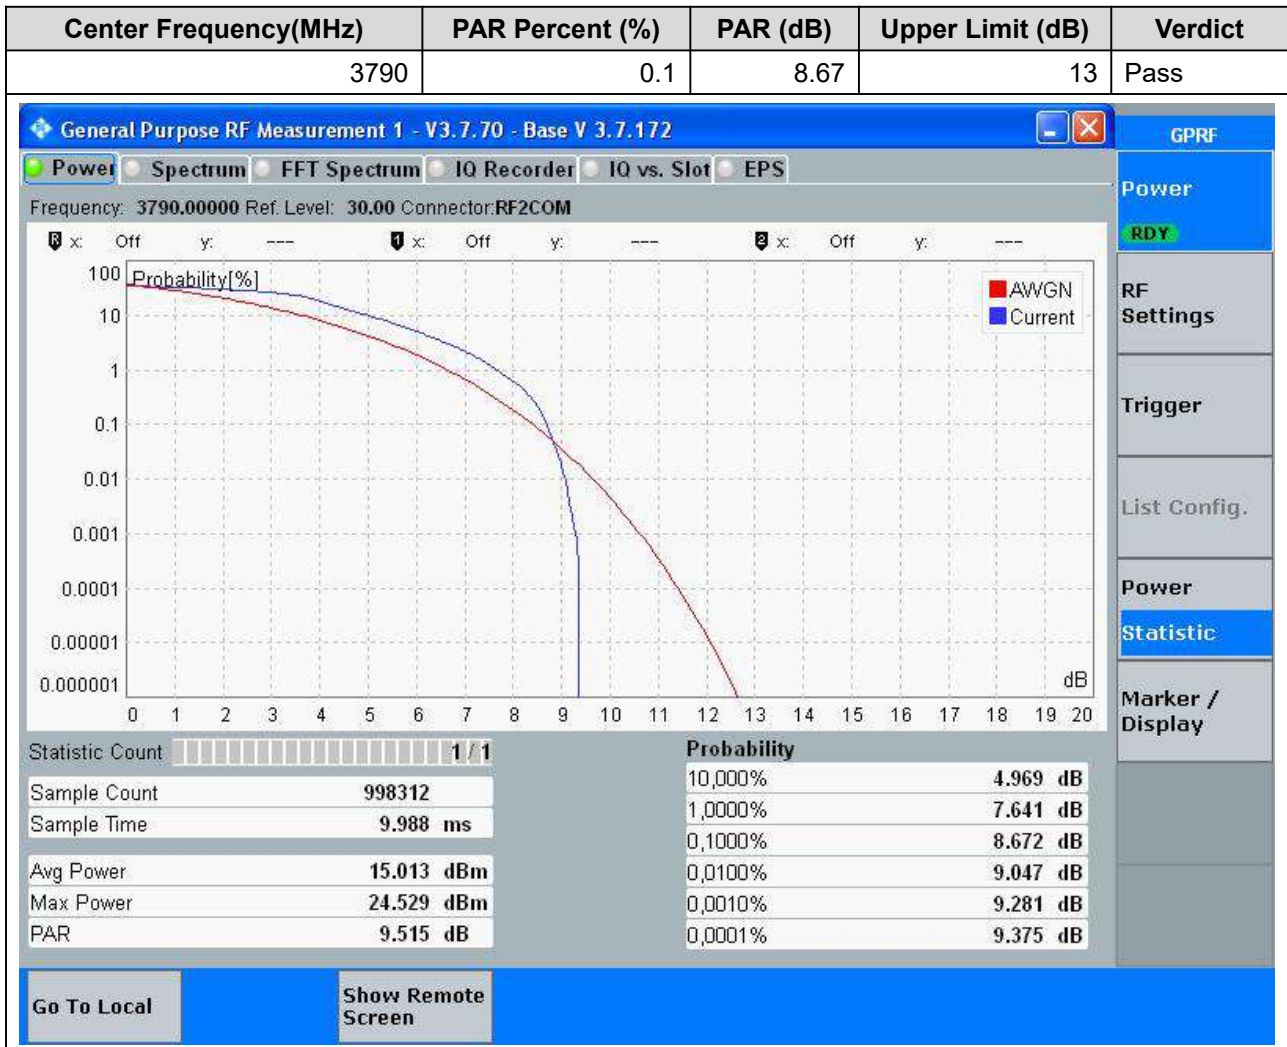 Center Frequency(MHz) PAR Percent (%) PAR (dB) Upper Limit (dB) Verdict
3790 0.1 8.67 13 Pass
General Purpose RF Measurement 1 - V3.7.70 - Base V 3.7.172
GPRF
Power Spectrum FFT Spectrum IQ Recorder IQ vs. Slot EPS
Frequency: 3790.00000 Ref. Level: 30.00 Connector:RF2COM
R x: Off y: --- 1 x: Off y: --- 2 x: Off y: ---
Probability[%]
100
10
1
0.1
0.01
0.001
0.0001
0.00001
0.000001
AWGN
Current
dB
0 1 2 3 4 5 6 7 8 9 10 11 12 13 14 15 16 17 18 19 20
Statistic Count 1 / 1
Sample Count 998312
Sample Time 9.988 ms
Avg Power 15.013 dBm
Max Power 24.529 dBm
PAR 9.515 dB
Probability
10,000% 4.969 dB
1,0000% 7.641 dB
0,1000% 8.672 dB
0,0100% 9.047 dB
0,0010% 9.281 dB
0,0001% 9.375 dB
Power
RDY
RF
Settings
Trigger
List Config.
Power
Statistic
Marker /
Display
Go To Local
Show Remote
Screen